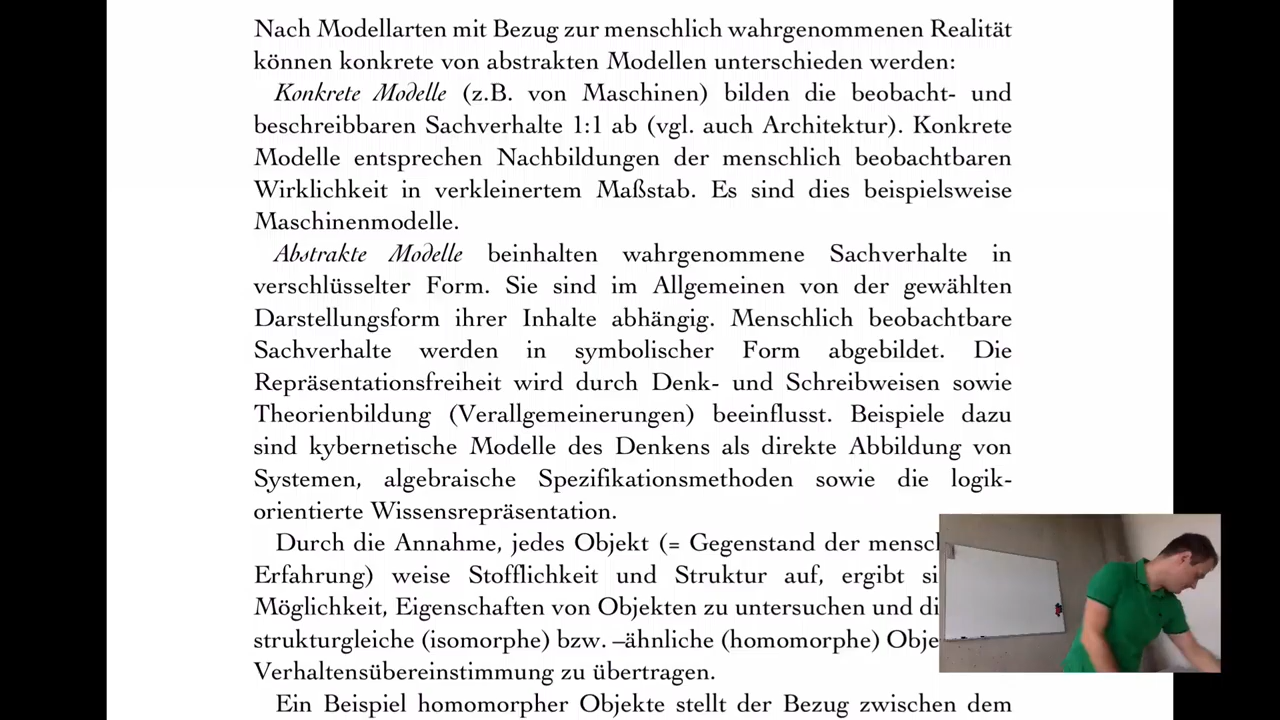 Nach Modellarten mit Bezug zur menschlich wahrgenommenen Realität
können konkrete von abstrakten Modellen unterschieden werden:
Konkrete Modelle (z.B. von Maschinen) bilden die beobacht- und
beschreibbaren Sachverhalte 1:1 ab (vgl. auch Architektur). Konkrete
Modelle entsprechen Nachbildungen der menschlich beobachtbaren
Wirklichkeit in verkleinertem Maßstab. Es sind dies beispielsweise
Maschinenmodelle.
Abstrakte Modelle beinhalten wahrgenommene Sachverhalte in
verschlüsselter Form. Sie sind im Allgemeinen von der gewählten
Darstellungsform ihrer Inhalte abhängig. Menschlich beobachtbare
Sachverhalte werden in symbolischer Form abgebildet. Die
Repräsentationsfreiheit wird durch Denk- und Schreibweisen sowie
Theorienbildung (Verallgemeinerungen) beeinflusst. Beispiele dazu
sind kybernetische Modelle des Denkens als direkte Abbildung von
Systemen, algebraische Spezifikationsmethoden sowie die logik-
orientierte Wissensrepräsentation.
Durch die Annahme, jedes Objekt (= Gegenstand der
Erfahrung) weise Stofflichkeit und Struktur auf, ergibt
Möglichkeit, Eigenschaften von Objekten zu untersuchen und
strukturgleiche (isomorphe) bzw. –ähnliche (homomorphe)
Verhaltensübereinstimmung zu übertragen.
Ein Beispiel homomorpher Objekte stellt der Bezug zwischen dem